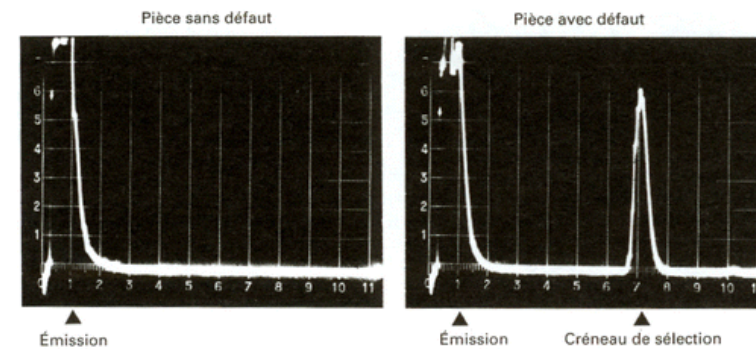 Pièce sans défaut
6
5
4
3
2
1
0 1 2 3 4 5 6 7 8 9 10 11
Émission
Pièce avec défaut
6
5
4
3
2
1
0 1 2 3 4 5 6 7 8 9 10
Émission
Créneau de sélection